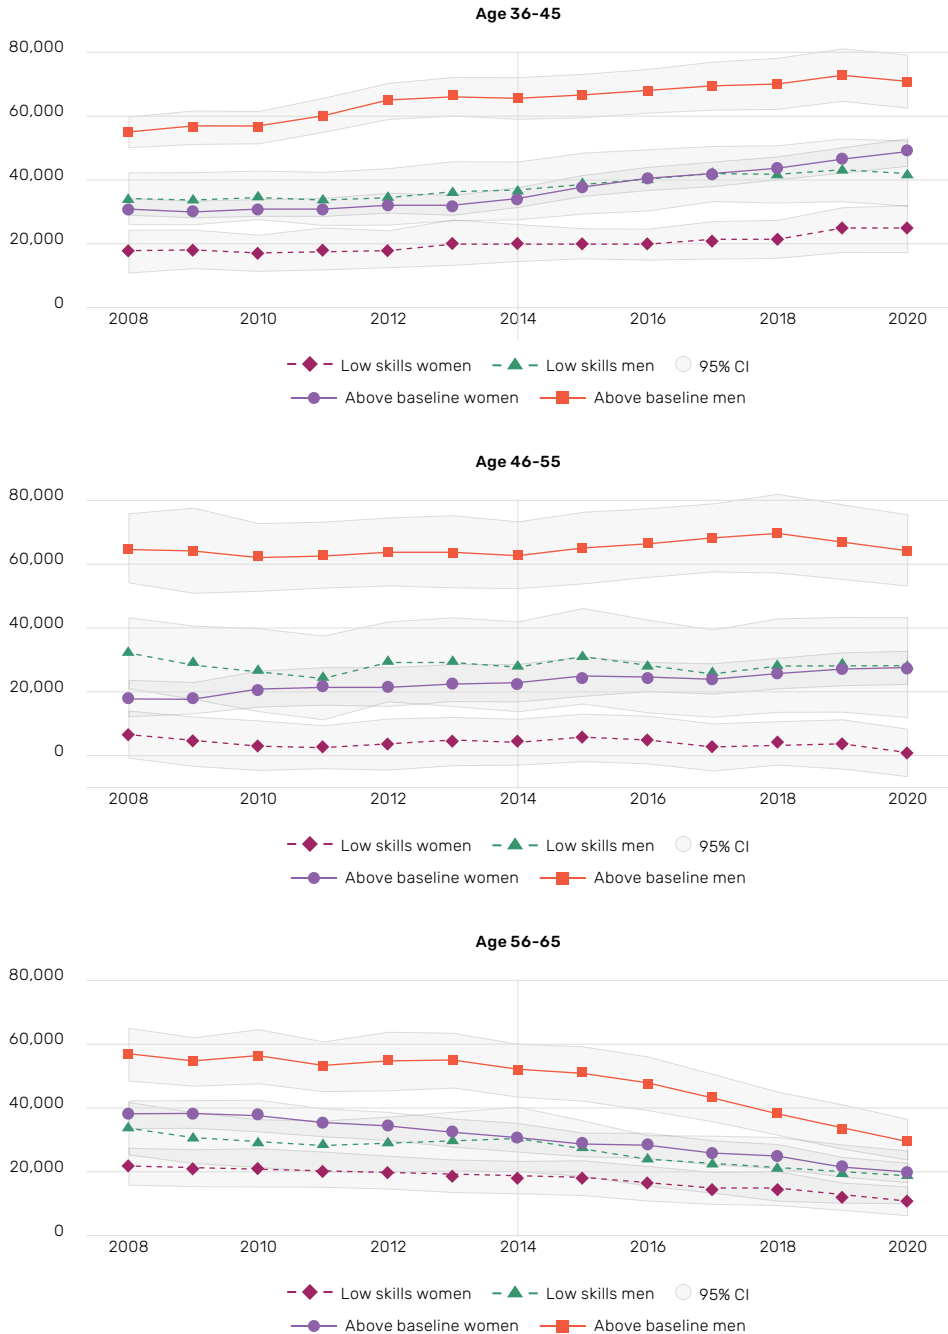 Age 36-45
80,000
60,000
40,000
20,000
0
2008 2010 2012 2014 2016 2018 2020
Low skills women Low skills men 95% CI
Above baseline women Above baseline men
Age 46-55
80,000
60,000
40,000
20,000
0
2008 2010 2012 2014 2016 2018 2020
Low skills women Low skills men 95% CI
Above baseline women Above baseline men
Age 56-65
80,000
60,000
40,000
20,000
0
2008 2010 2012 2014 2016 2018 2020
Low skills women Low skills men 95% CI
Above baseline women Above baseline men